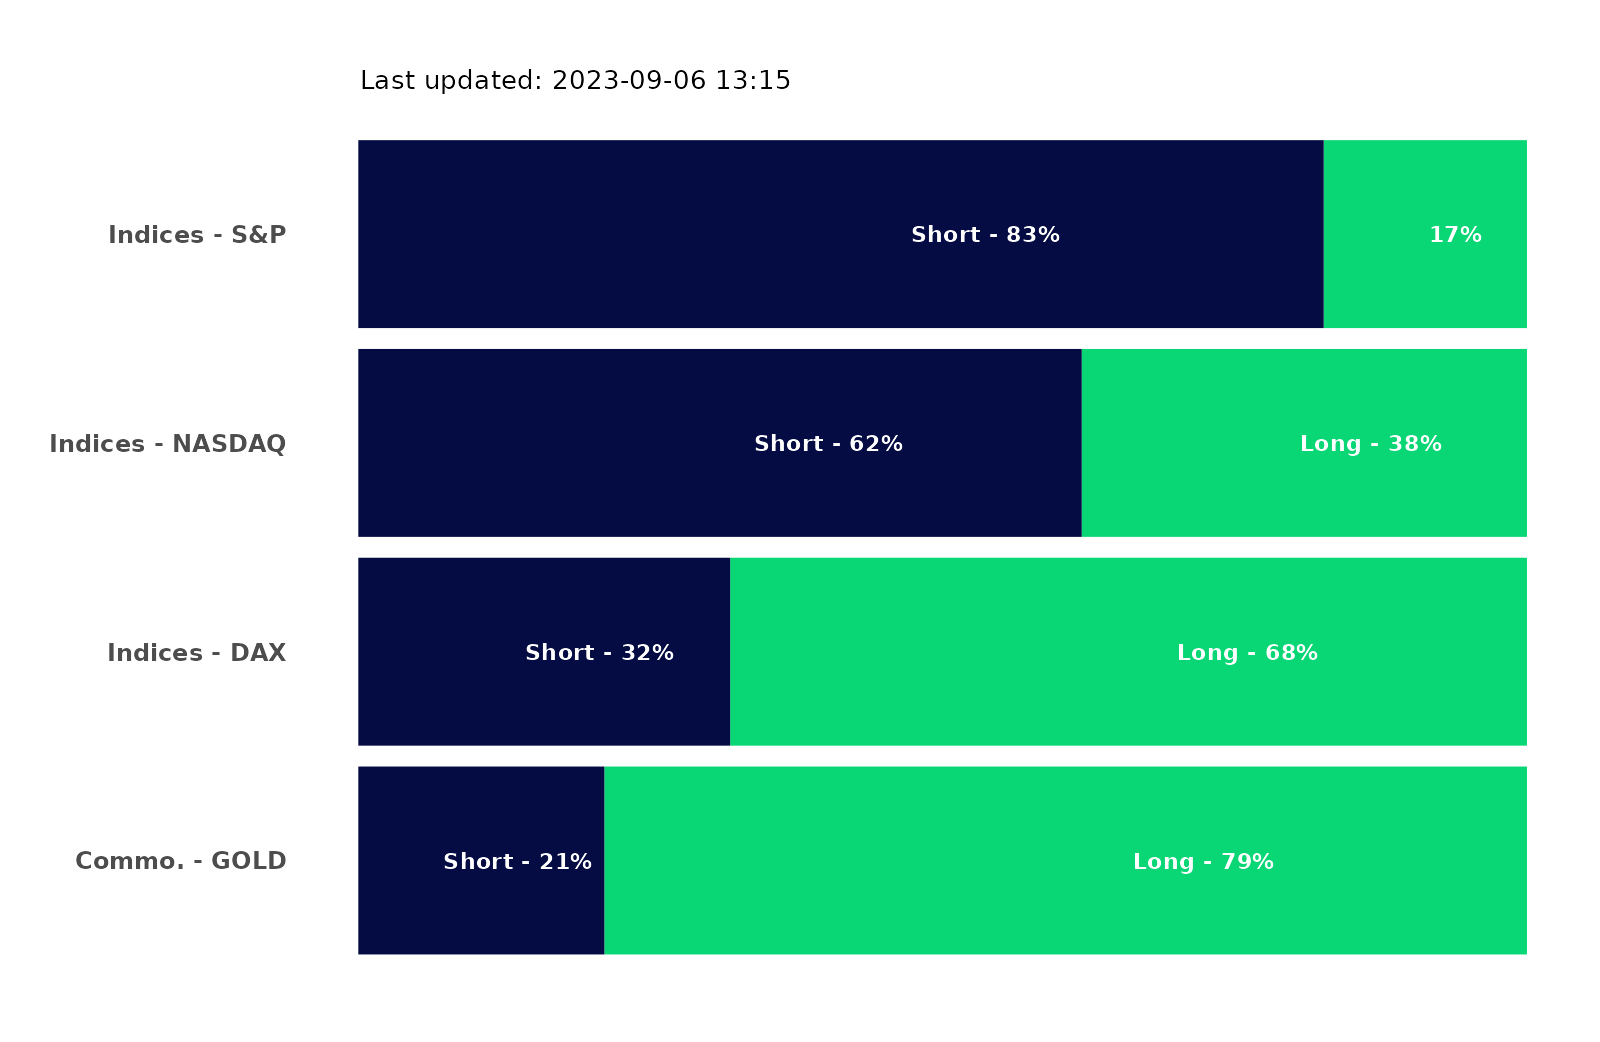 Last updated: 2023-09-06 13:15
Indices - S&P Short - 83% 17%
Indices - NASDAQ Short - 62% Long - 38%
Indices - DAX Short - 32% Long - 68%
Commo. - GOLD Short - 21% Long - 79%